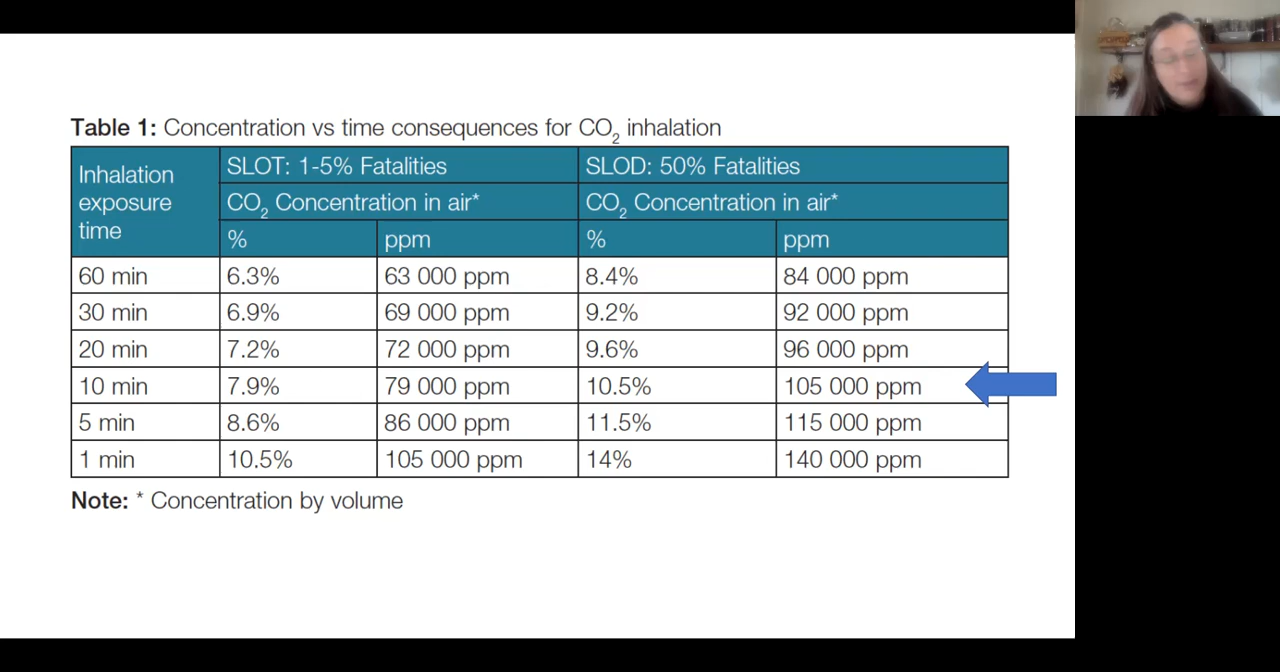 Table 1: Concentration vs time consequences for CO₂ inhalation
Inhalation exposure time
SLOT: 1-5% Fatalities
SLOD: 50% Fatalities
CO₂ Concentration in air*
CO₂ Concentration in air*
% ppm % ppm
60 min 6.3% 63 000 ppm 8.4% 84 000 ppm
30 min 6.9% 69 000 ppm 9.2% 92 000 ppm
20 min 7.2% 72 000 ppm 9.6% 96 000 ppm
10 min 7.9% 79 000 ppm 10.5% 105 000 ppm
5 min 8.6% 86 000 ppm 11.5% 115 000 ppm
1 min 10.5% 105 000 ppm 14% 140 000 ppm
Note: * Concentration by volume